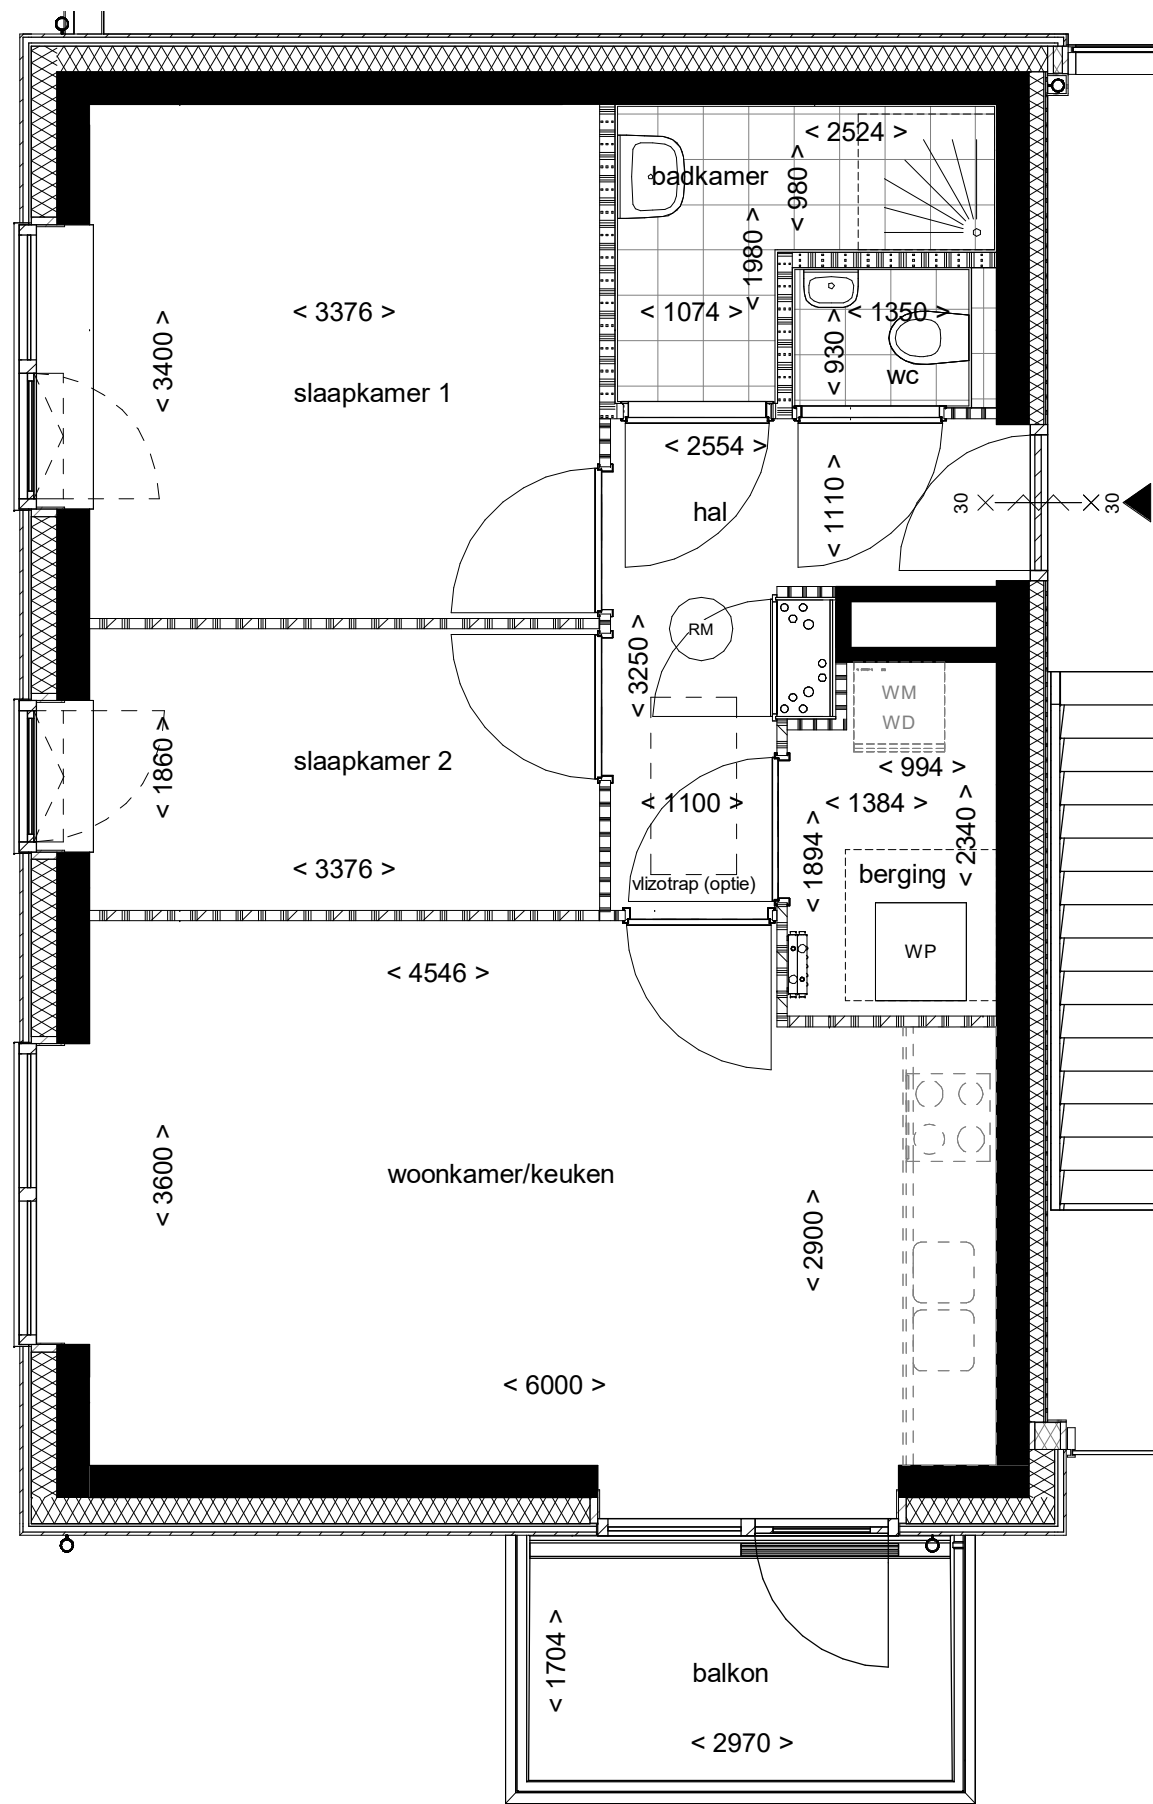 < 2524 >
badkamer
< 980 >
< 1980 >
< 3376 >
< 1074 >
< 1350 >
< 3400 >
< 930 >
wc
slaapkamer 1
< 2554 >
< 1110 >
hal
30
30
RM
< 3250 >
WM
WD
slaapkamer 2
< 1860 >
< 994 >
< 1100 >
< 1384 >
< 2340 >
< 1894 >
< 3376 >
berging
vlizotrap (optie)
WP
< 4546 >
< 3600 >
woonkamer/keuken
< 2900 >
< 6000 >
< 1704 >
balkon
< 2970 >